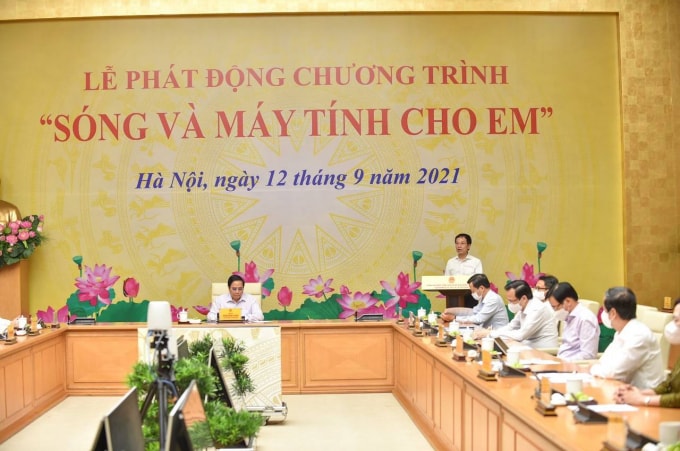 LỄ PHÁT ĐỘNG CHƯƠNG TRÌNH
“SÓNG VÀ MÁY TÍNH CHO EM”
Hà Nội, ngày 12 tháng 9 năm 2021